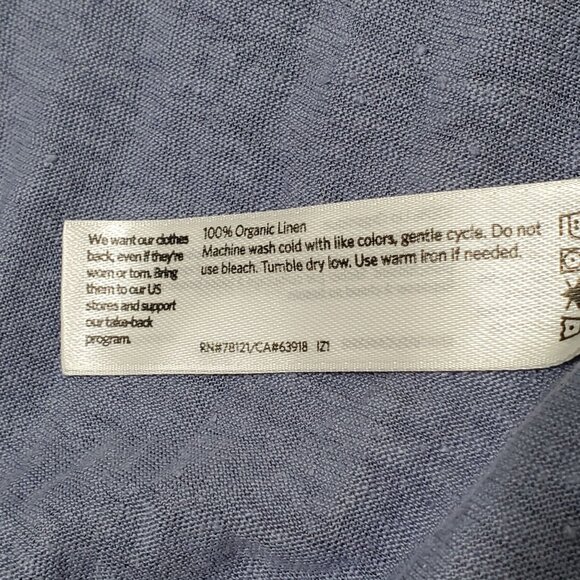 We want our clothes
back, even if they're
worn or torn. Bring
them to our US
stores and support
our take-back
program.
100% Organic Linen
Machine wash cold with like colors, gentle cycle. Do not
use bleach. Tumble dry low. Use warm iron if needed.
RN#78121/CA#63918 IZ1